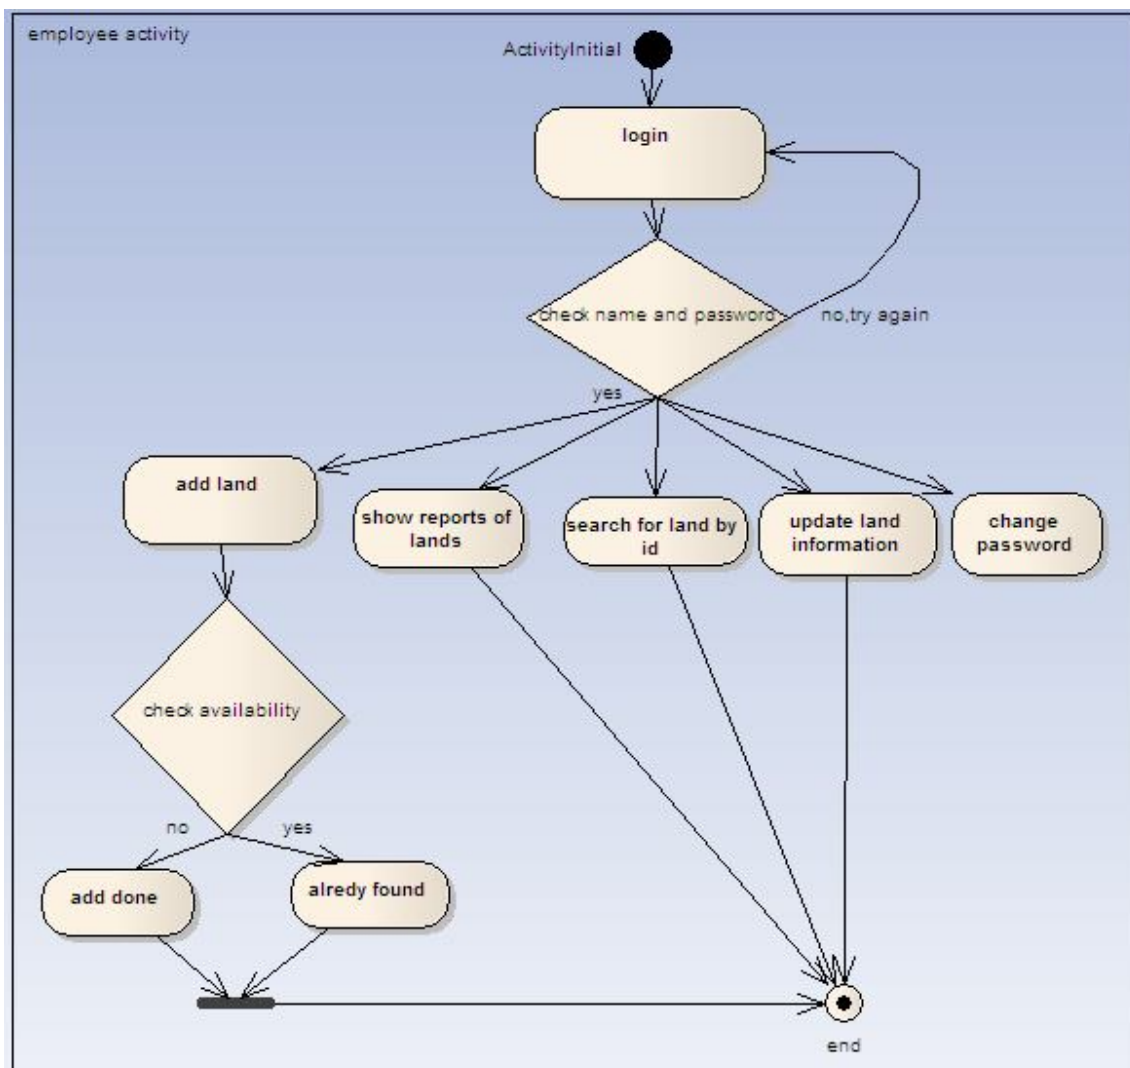 employee activity
ActivityInitial
login
check name and password
no,try again
yes
add land
show reports of
lands
search for land by
id
update land
information
change
password
check availability
no
yes
add done
alredy found
end